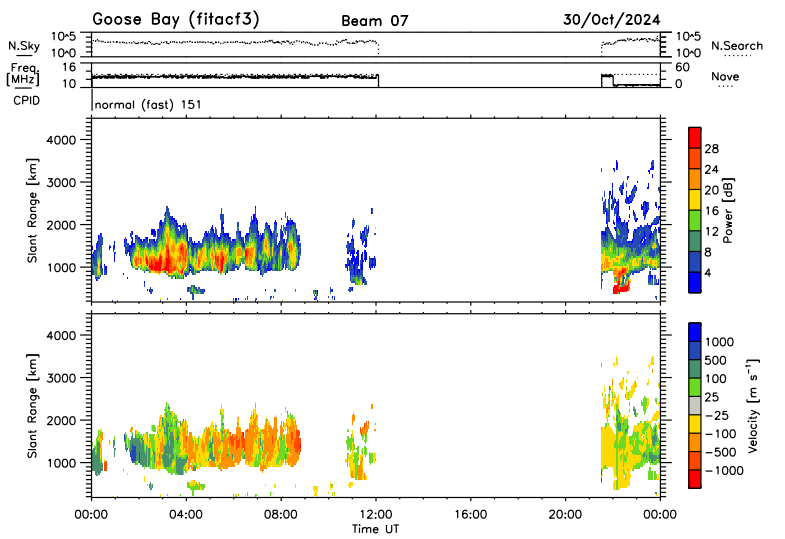 Goose Bay (fitacf3) Beam 07 30/Oct/2024
N.Sky 10^5 10^0 10^5 10^0 N.Search
Freq. [MHz] 16 10 60 0 Nave
CPID normal (fast) 151
Slant Range [km] 4000 3000 2000 1000
28 24 20 16 12 8 4 Power [dB]
Slant Range [km] 4000 3000 2000 1000
1000 500 100 25 −25 −100 −500 −1000 Velocity [m s⁻¹]
00:00 04:00 08:00 12:00 16:00 20:00 00:00
Time UT